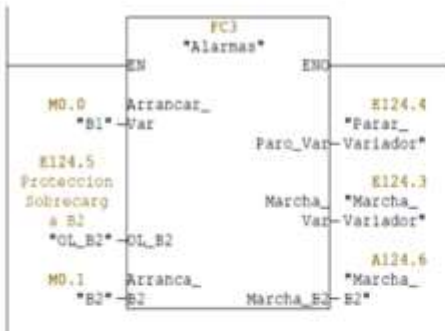 FC3
"Alarmas"
EN
ENO
M0.0
"B1"
Arrancar_
Var
E124.5
Proteccion
Sobrecarg
a B2
"OL_B2"
OL_B2
M0.1
"B2"
Arranca_
B2
E124.4
"Parar_
Paro_Var
Variador"
E124.3
Marcha_
Var
"Marcha_
Variador"
A124.6
"Marcha_
Marcha_B2
B2"